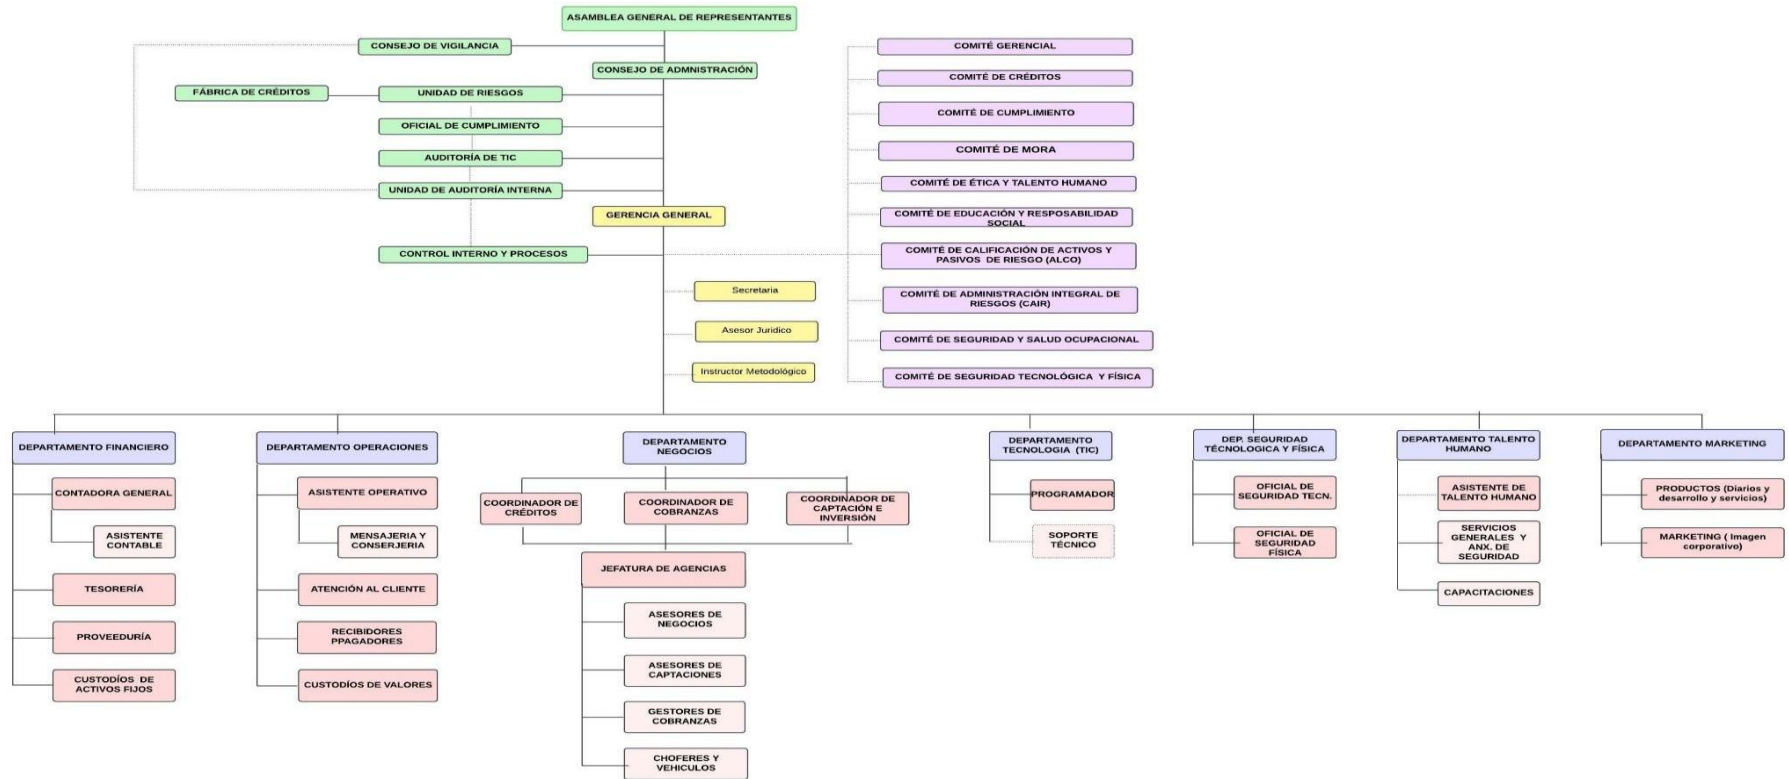 ASAMBLEA GENERAL DE REPRESENTANTES
CONSEJO DE VIGILANCIA
CONSEJO DE ADMNISTRACIÓN
FÁBRICA DE CRÉDITOS
UNIDAD DE RIESGOS
OFICIAL DE CUMPLIMIENTO
AUDITORÍA DE TIC
UNIDAD DE AUDITORÍA INTERNA
GERENCIA GENERAL
CONTROL INTERNO Y PROCESOS
Secretaria
Asesor Juridico
Instructor Metodológico
COMITÉ GERENCIAL
COMITÉ DE CRÉDITOS
COMITÉ DE CUMPLIMIENTO
COMITÉ DE MORA
COMITÉ DE ÉTICA Y TALENTO HUMANO
COMITÉ DE EDUCACIÓN Y RESPOSABILIDAD
SOCIAL
COMITÉ DE CALIFICACIÓN DE ACTIVOS Y
PASIVOS DE RIESGO (ALCO)
COMITÉ DE ADMINISTRACIÓN INTEGRAL DE
RIESGOS (CAIR)
COMITÉ DE SEGURIDAD Y SALUD OCUPACIONAL
COMITÉ DE SEGURIDAD TECNOLÓGICA Y FÍSICA
DEPARTAMENTO FINANCIERO
CONTADORA GENERAL
ASISTENTE
CONTABLE
TESORERÍA
PROVEEDURÍA
CUSTODÍOS DE
ACTIVOS FIJOS
DEPARTAMENTO OPERACIONES
ASISTENTE OPERATIVO
MENSAJERIA Y
CONSERJERIA
ATENCIÓN AL CLIENTE
RECIBIDORES
PPAGADORES
CUSTODÍOS DE VALORES
DEPARTAMENTO
NEGOCIOS
COORDINADOR DE
CRÉDITOS
COORDINADOR DE
COBRANZAS
COORDINADOR DE
CAPTACIÓN E
INVERSIÓN
JEFATURA DE AGENCIAS
ASESORES DE
NEGOCIOS
ASESORES DE
CAPTACIONES
GESTORES DE
COBRANZAS
CHOFERES Y
VEHICULOS
DEPARTAMENTO
TECNOLOGIA (TIC)
PROGRAMADOR
SOPORTE
TÉCNICO
DEP. SEGURIDAD
TÉCNOLOGICA Y FÍSICA
OFICIAL DE
SEGURIDAD TECN.
OFICIAL DE
SEGURIDAD
FÍSICA
DEPARTAMENTO TALENTO
HUMANO
ASISTENTE DE
TALENTO HUMANO
SERVICIOS
GENERALES Y
ANX. DE
SEGURIDAD
CAPACITACIONES
DEPARTAMENTO MARKETING
PRODUCTOS (Diarios y
desarrollo y servicios)
MARKETING ( Imagen
corporativo)